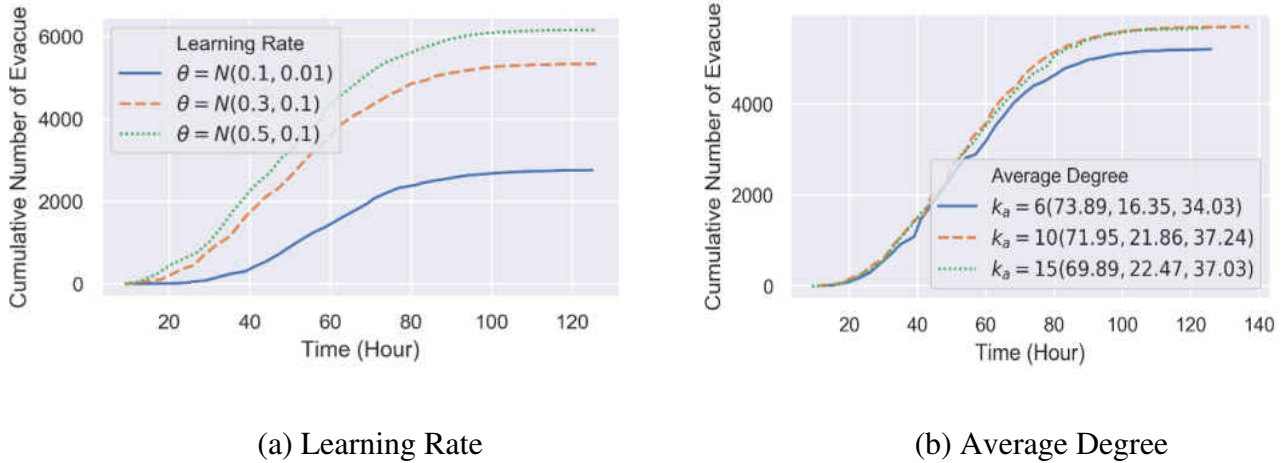 Cumulative Number of Evacue
6000
4000
2000
0
Learning Rate
θ = N(0.1, 0.01)
θ = N(0.3, 0.1)
θ = N(0.5, 0.1)
20 40 60 80 100 120
Time (Hour)
(a) Learning Rate
Cumulative Number of Evacue
4000
2000
0
Average Degree
kₐ = 6(73.89, 16.35, 34.03)
kₐ = 10(71.95, 21.86, 37.24)
kₐ = 15(69.89, 22.47, 37.03)
20 40 60 80 100 120 140
Time (Hour)
(b) Average Degree